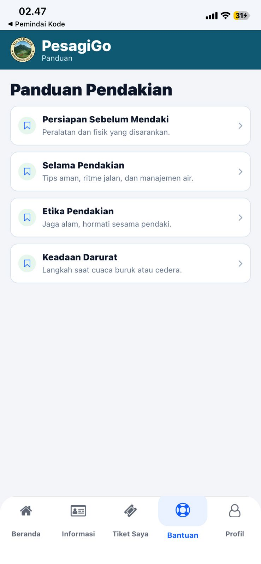 02.47
31
◀ Pemindai Kode
PesagiGo
Panduan
Panduan Pendakian
Persiapan Sebelum Mendaki
Peralatan dan fisik yang disarankan.
Selama Pendakian
Tips aman, ritme jalan, dan manajemen air.
Etika Pendakian
Jaga alam, hormati sesama pendaki.
Keadaan Darurat
Langkah saat cuaca buruk atau cedera.
Beranda
Informasi
Tiket Saya
Bantuan
Profil